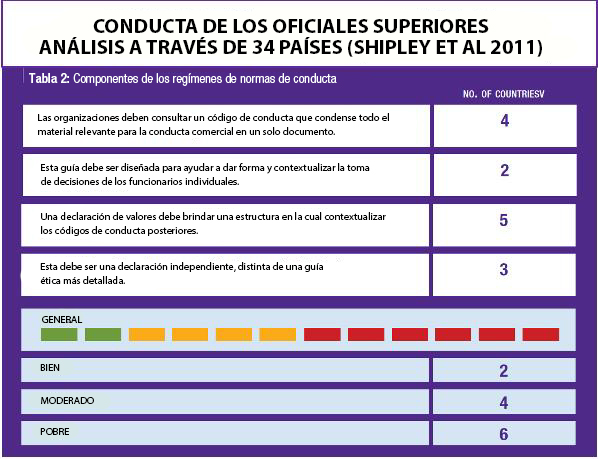 CONDUCTA DE LOS OFICIALES SUPERIORES
ANÁLISIS A TRAVÉS DE 34 PAÍSES (SHIPLEY ET AL 2011)
Tabla 2: Componentes de los regímenes de normas de conducta
NO. OF COUNTRIESV
Las organizaciones deben consultar un código de conducta que condense todo el
material relevante para la conducta comercial en un solo documento.
4
Esta guía debe ser diseñada para ayudar a dar forma y contextualizar la toma
de decisiones de los funcionarios individuales.
2
Una declaración de valores debe brindar una estructura en la cual contextualizar
los códigos de conducta posteriores.
5
Esta debe ser una declaración independiente, distinta de una guía
ética más detallada.
3
GENERAL
BIEN
2
MODERADO
4
POBRE
6